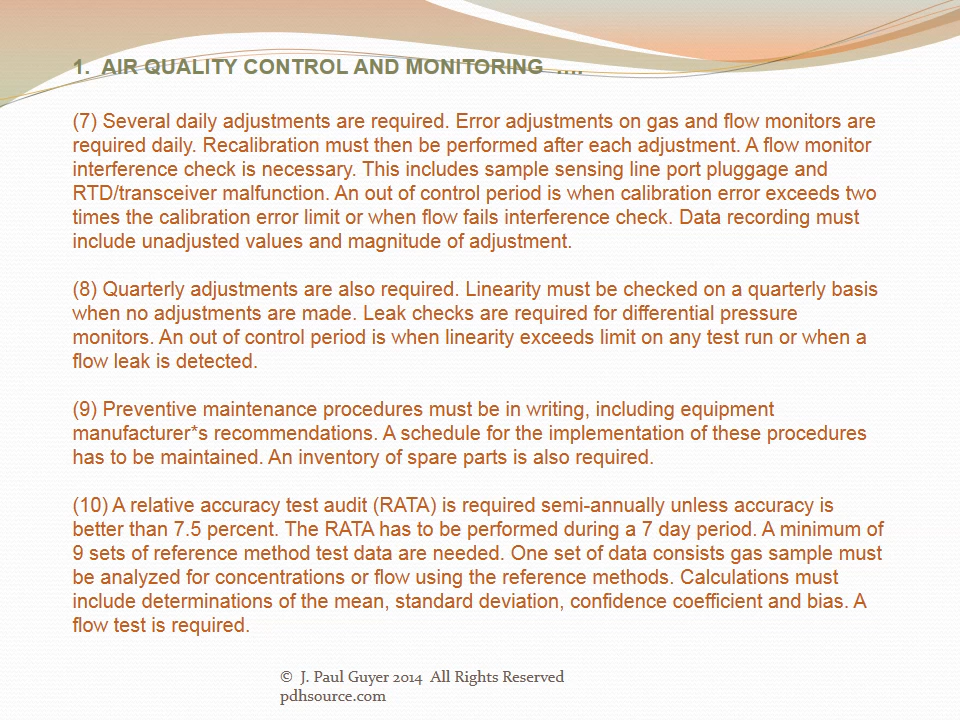 1. AIR QUALITY CONTROL AND MONITORING ....
(7) Several daily adjustments are required. Error adjustments on gas and flow monitors are
required daily. Recalibration must then be performed after each adjustment. A flow monitor
interference check is necessary. This includes sample sensing line port pluggage and
RTD/transceiver malfunction. An out of control period is when calibration error exceeds two
times the calibration error limit or when flow fails interference check. Data recording must
include unadjusted values and magnitude of adjustment.
(8) Quarterly adjustments are also required. Linearity must be checked on a quarterly basis
when no adjustments are made. Leak checks are required for differential pressure
monitors. An out of control period is when linearity exceeds limit on any test run or when a
flow leak is detected.
(9) Preventive maintenance procedures must be in writing, including equipment
manufacturer*s recommendations. A schedule for the implementation of these procedures
has to be maintained. An inventory of spare parts is also required.
(10) A relative accuracy test audit (RATA) is required semi-annually unless accuracy is
better than 7.5 percent. The RATA has to be performed during a 7 day period. A minimum of
9 sets of reference method test data are needed. One set of data consists gas sample must
be analyzed for concentrations or flow using the reference methods. Calculations must
include determinations of the mean, standard deviation, confidence coefficient and bias. A
flow test is required.
© J. Paul Guyer 2014 All Rights Reserved
pdhsource.com